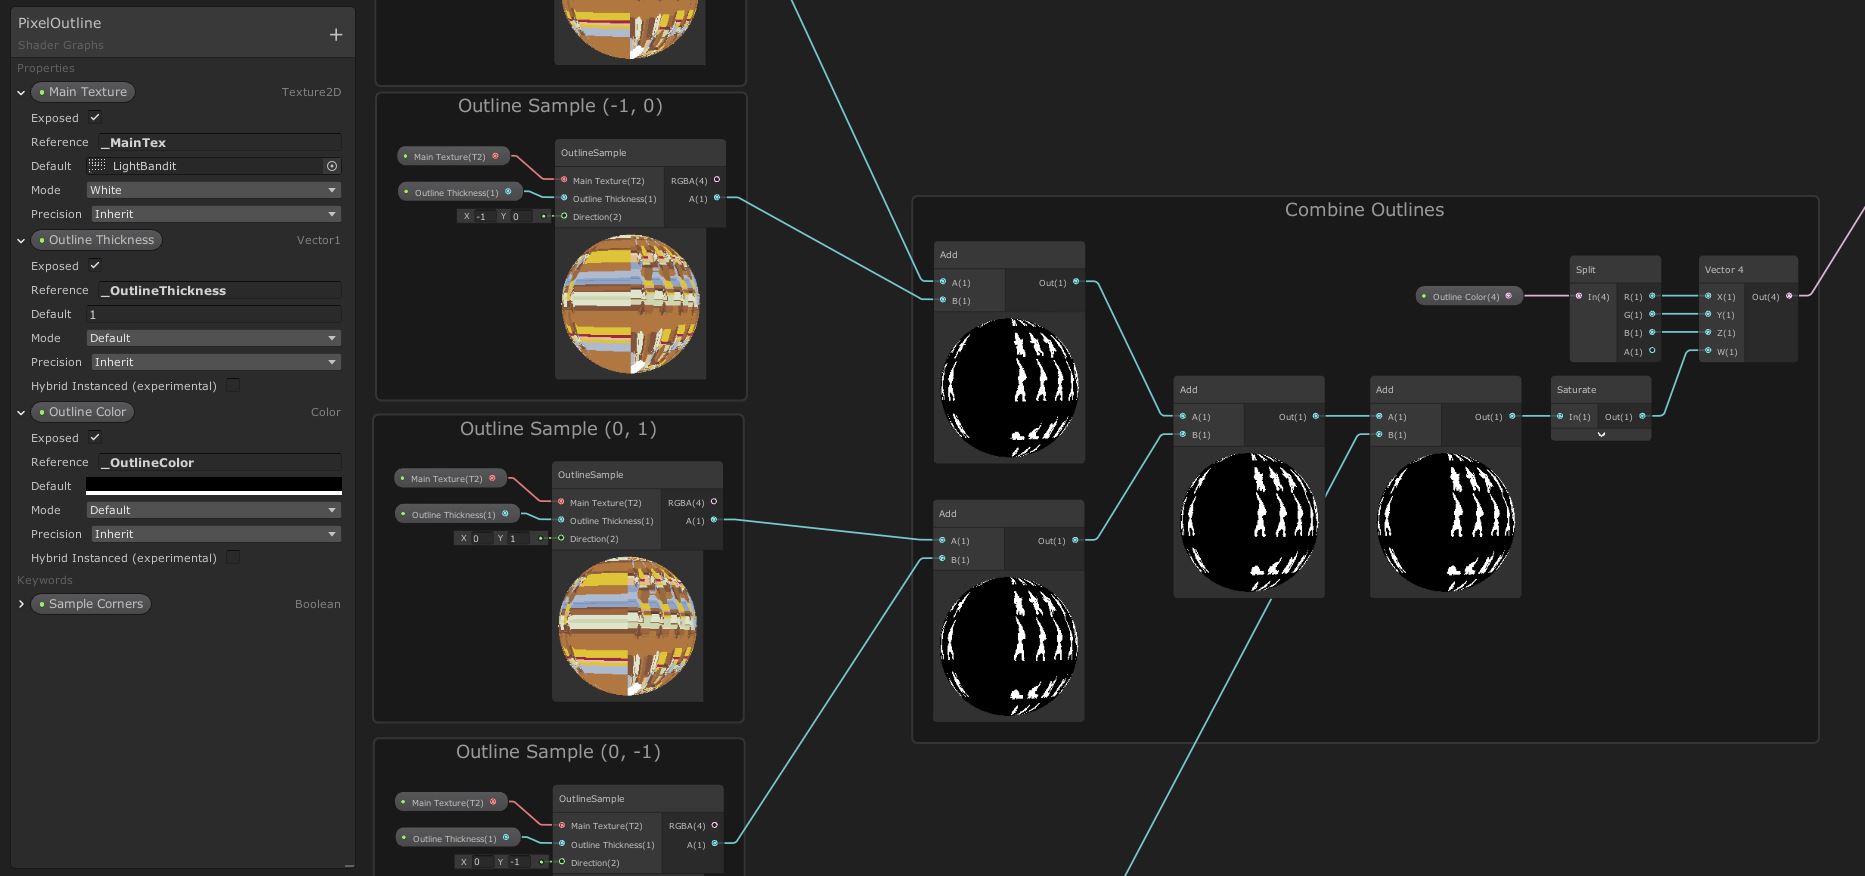 PixelOutline
Shader Graphs
Properties
Main Texture Texture2D
Exposed
Reference _MainTex
Default LightBandit
Mode White
Precision Inherit
Outline Thickness Vector1
Exposed
Reference _OutlineThickness
Default 1
Mode Default
Precision Inherit
Hybrid Instanced (experimental)
Outline Color Color
Exposed
Reference _OutlineColor
Default
Mode Default
Precision Inherit
Hybrid Instanced (experimental)
Keywords
Sample Corners Boolean
Outline Sample (-1, 0)
Main Texture(T2)
Outline Thickness(1)
X -1 Y 0
OutlineSample
Main Texture(T2) RGBA(4)
Outline Thickness(1) A(1)
Direction(2)
Outline Sample (0, 1)
Main Texture(T2)
Outline Thickness(1)
X 0 Y 1
OutlineSample
Main Texture(T2) RGBA(4)
Outline Thickness(1) A(1)
Direction(2)
Outline Sample (0, -1)
Main Texture(T2)
Outline Thickness(1)
X 0 Y -1
OutlineSample
Main Texture(T2) RGBA(4)
Outline Thickness(1) A(1)
Direction(2)
Combine Outlines
Add
A(1) Out(1)
B(1)
Add
A(1) Out(1)
B(1)
Add
A(1) Out(1)
B(1)
Add
A(1) Out(1)
B(1)
Saturate
In(1) Out(1)
Outline Color(4)
Split
In(4) R(1)
G(1)
B(1)
A(1)
Vector 4
X(1) Out(4)
Y(1)
Z(1)
W(1)